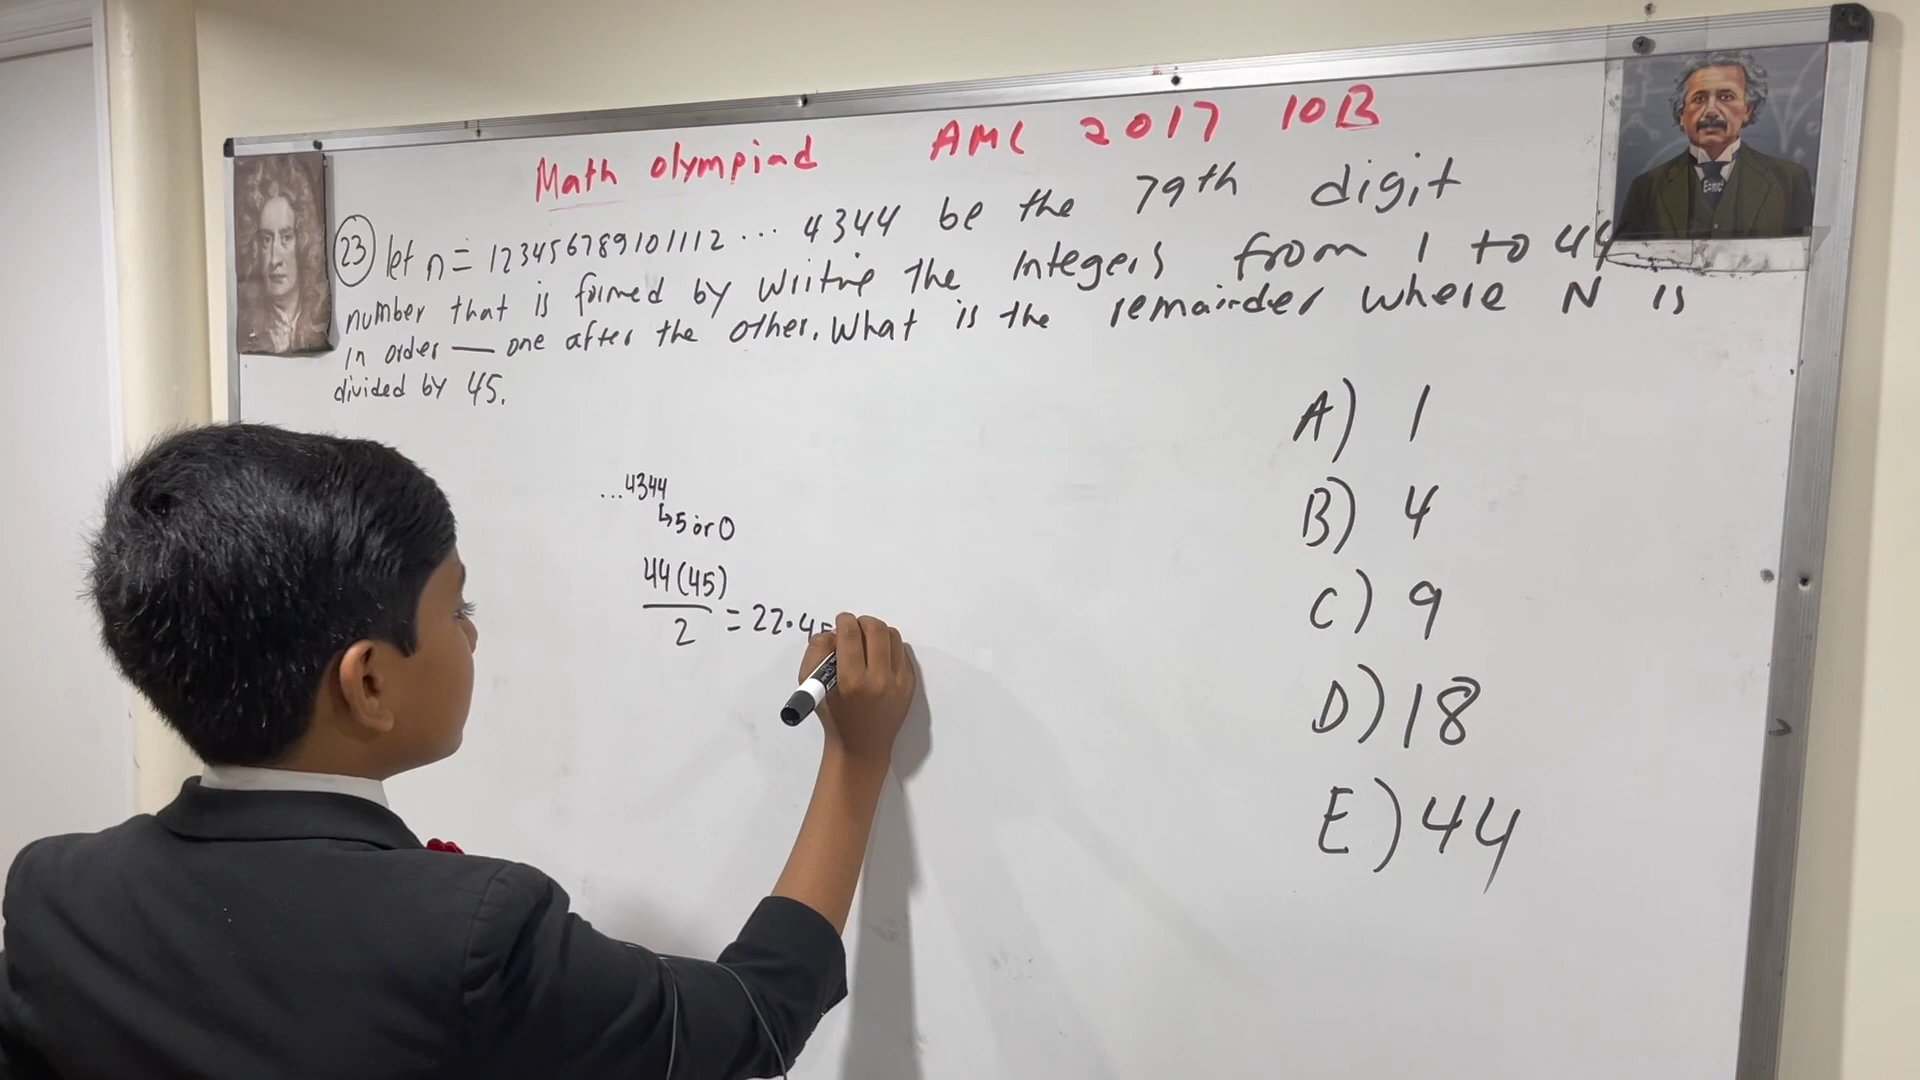 Math olympiad AMC 2017 10B
23 let n = 123456789101112 ... 4344 be the 79th digit
number that is formed by writing the integers from 1 to 44
in order — one after the other. What is the remainder where N is
divided by 45.
...4344
↳5 or 0
44(45)
2
= 22·45
A) 1
B) 4
C) 9
D) 18
E) 44